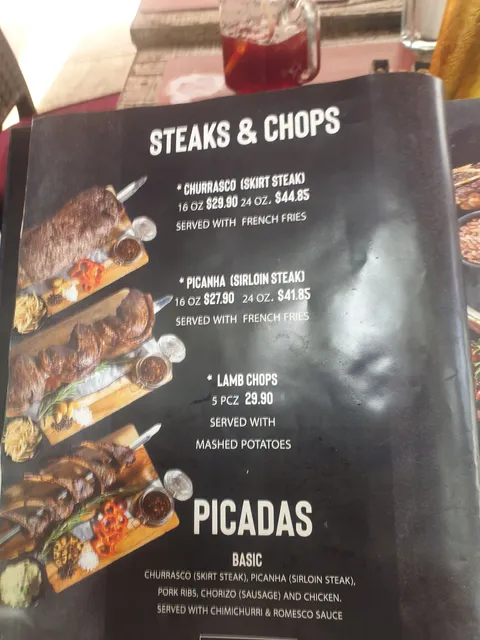 STEAKS & CHOPS
* CHURRASCO (SKIRT STEAK)
16 OZ $29.90 24 OZ. $44.85
SERVED WITH FRENCH FRIES
* PICANHA (SIRLOIN STEAK)
16 OZ $27.90 24 OZ. $41.85
SERVED WITH FRENCH FRIES
* LAMB CHOPS
5 PCZ 29.90
SERVED WITH
MASHED POTATOES
PICADAS
BASIC
CHURRASCO (SKIRT STEAK), PICANHA (SIRLOIN STEAK),
PORK RIBS, CHORIZO (SAUSAGE) AND CHICKEN.
SERVED WITH CHIMICHURRI & ROMESCO SAUCE